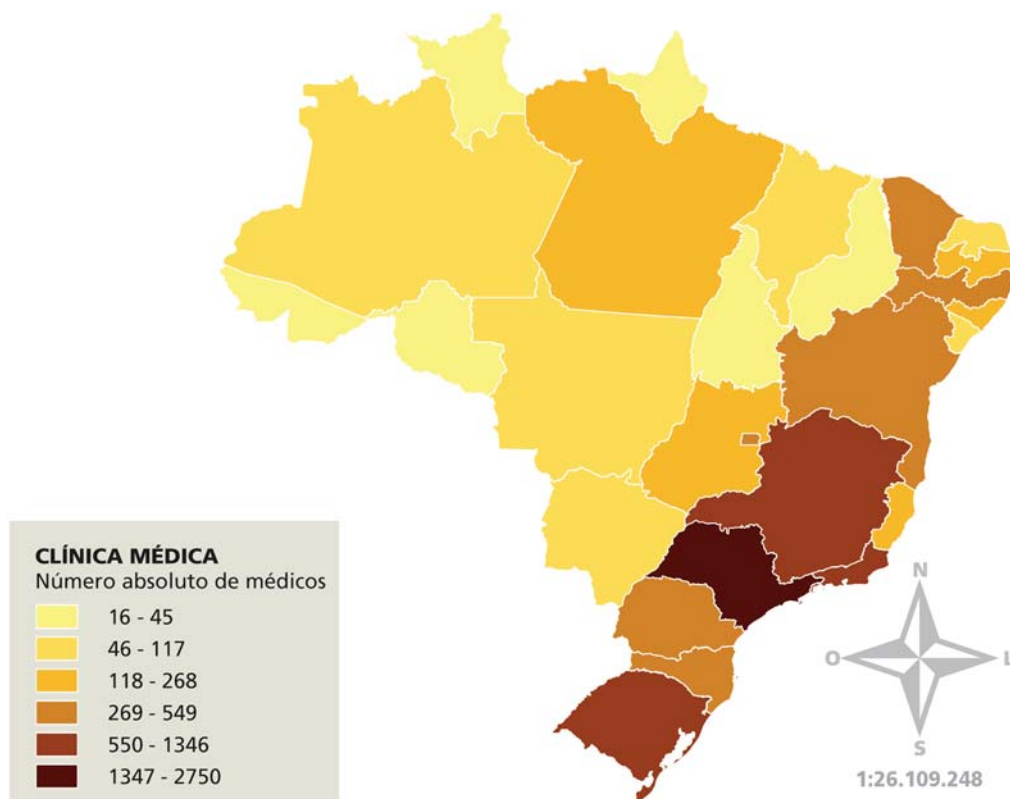 CLÍNICA MÉDICA
Número absoluto de médicos
16 - 45
46 - 117
118 - 268
269 - 549
550 - 1346
1347 - 2750
N
O
L
S
1:26.109.248